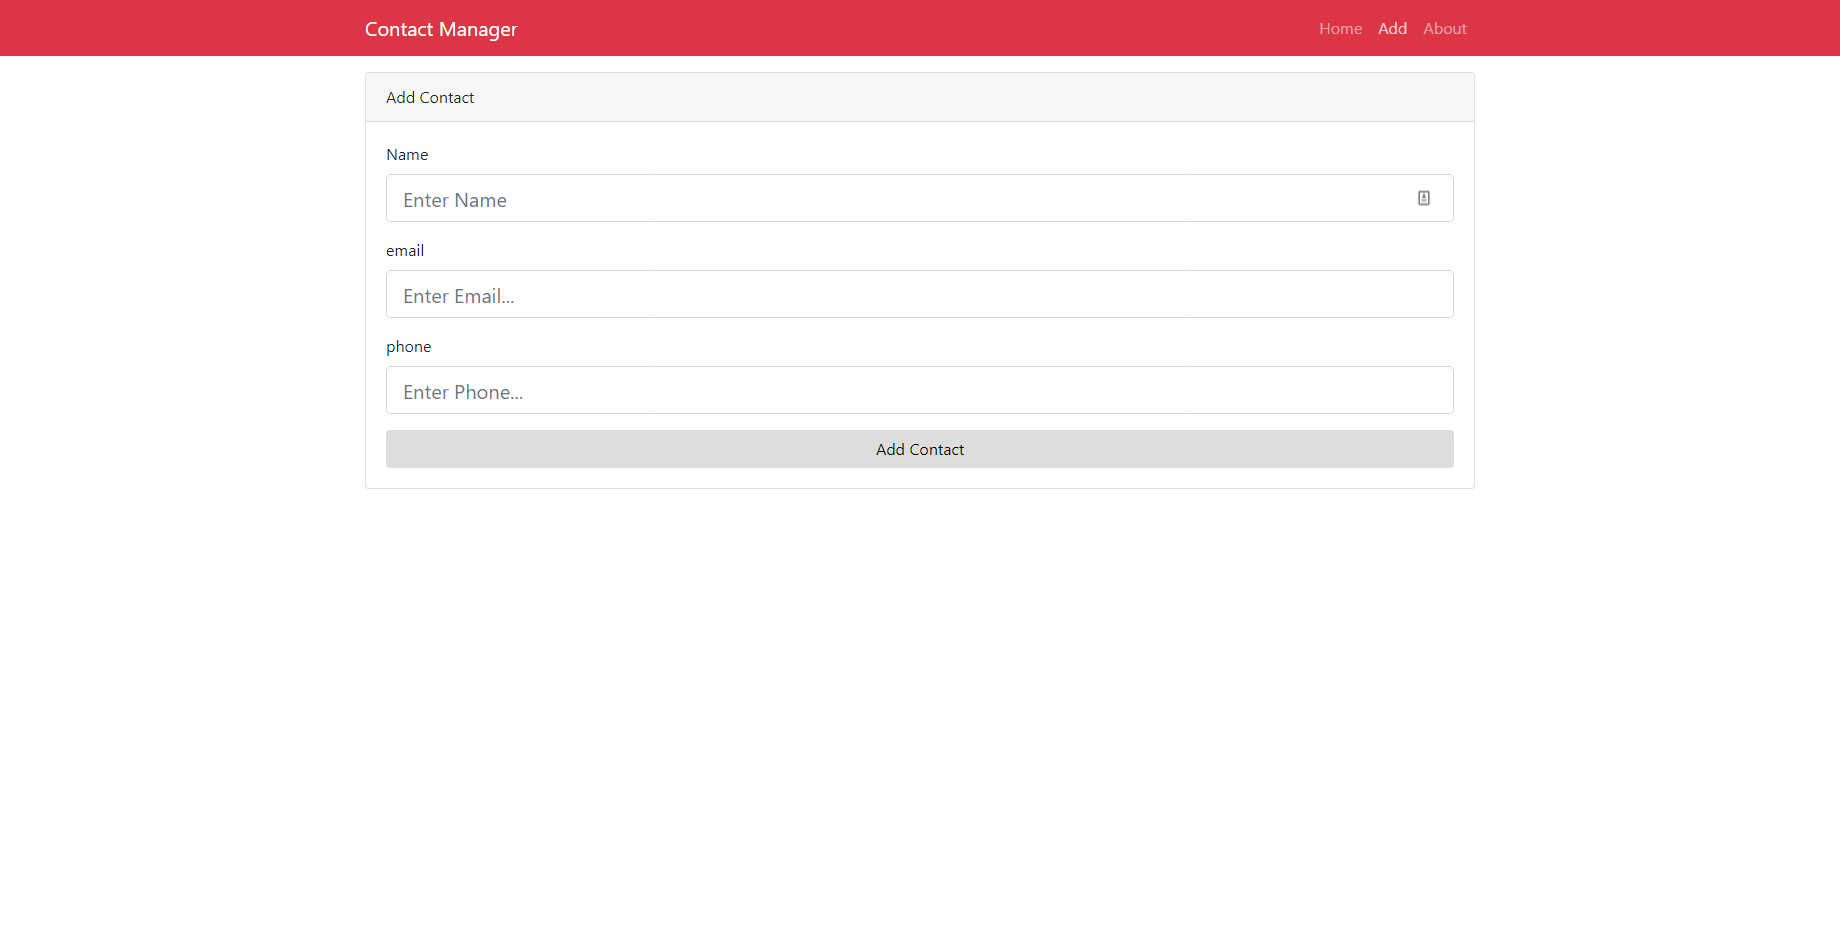 Contact Manager
Home Add About
Add Contact
Name
Enter Name
email
Enter Email...
phone
Enter Phone...
Add Contact